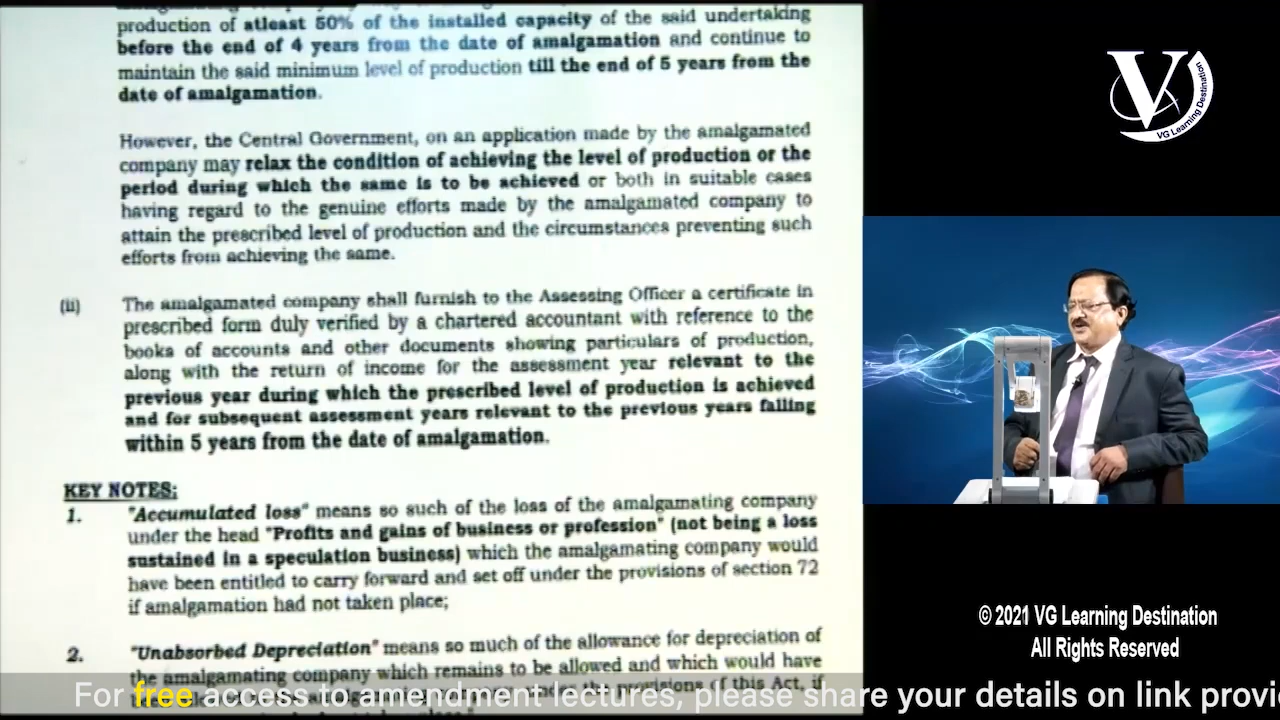 production of atleast 50% of the installed capacity of the said undertaking
before the end of 4 years from the date of amalgamation and continue to
maintain the said minimum level of production till the end of 5 years from the
date of amalgamation.
However, the Central Government, on an application made by the amalgamated
company may relax the condition of achieving the level of production or the
period during which the same is to be achieved or both in suitable cases
having regard to the genuine efforts made by the amalgamated company to
attain the prescribed level of production and the circumstances preventing such
efforts from achieving the same.
(ii) The amalgamated company shall furnish to the Assessing Officer a certificate in
prescribed form duly verified by a chartered accountant with reference to the
books of accounts and other documents showing particulars of production,
along with the return of income for the assessment year relevant to the
previous year during which the prescribed level of production is achieved
and for subsequent assessment years relevant to the previous years falling
within 5 years from the date of amalgamation.
KEY NOTES:
1. "Accumulated loss" means so such of the loss of the amalgamating company
under the head "Profits and gains of business or profession" (not being a loss
sustained in a speculation business) which the amalgamating company would
have been entitled to carry forward and set off under the provisions of section 72
if amalgamation had not taken place;
2. "Unabsorbed Depreciation" means so much of the allowance for depreciation of
the amalgamating company which remains to be allowed and which would have
provisions of this Act, if
V
VG Learning Destination
© 2021 VG Learning Destination
All Rights Reserved
For free access to amendment lectures, please share your details on link provi